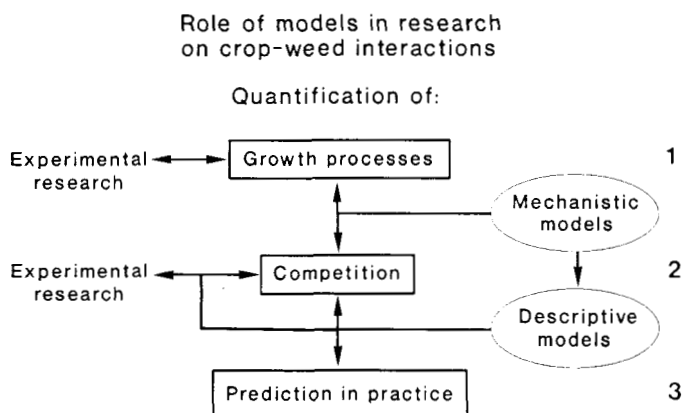 Role of models in research
on crop-weed interactions
Quantification of:
Experimental
research
Growth processes
1
Mechanistic
models
Experimental
research
Competition
2
Descriptive
models
Prediction in practice
3